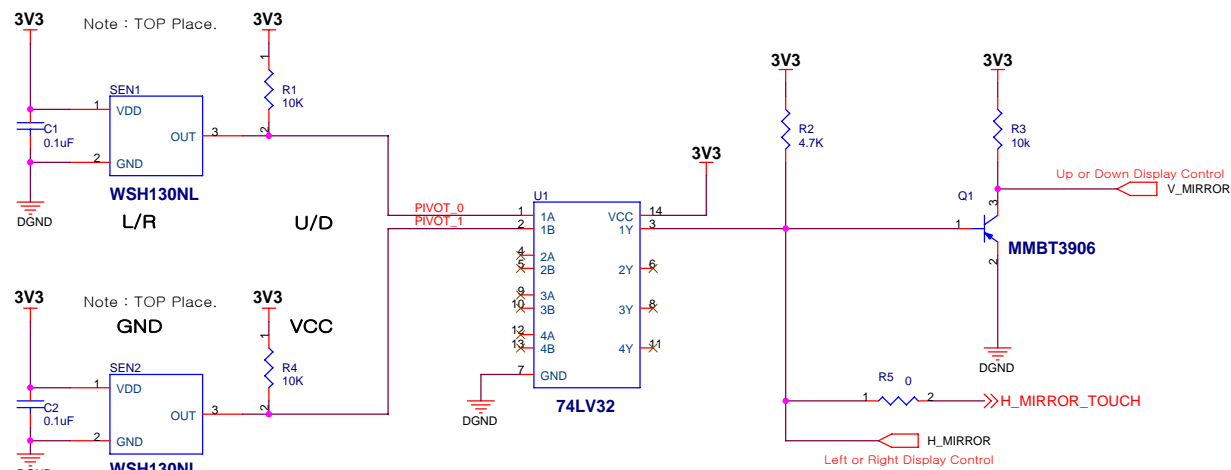 3V3
Note : TOP Place.
3V3
1
R1
10K
2
SEN1
1
VDD
OUT
3
2
GND
C1
0.1uF
WSH130NL
DGND
L/R
U/D
3V3
Note : TOP Place.
3V3
GND
VCC
1
R4
10K
2
SEN2
1
VDD
OUT
3
2
GND
C2
0.1uF
WSH130NL
DGND
PIVOT_0
PIVOT_1
U1
1
1A
2
1B
4
2A
5
2B
9
3A
10
3B
12
4A
13
4B
7
GND
VCC
14
1Y
3
2Y
6
3Y
8
4Y
11
74LV32
DGND
3V3
3V3
R2
4.7K
3V3
R3
10k
Up or Down Display Control
V_MIRROR
Q1
3
1
2
MMBT3906
DGND
R5
0
1
2
H_MIRROR_TOUCH
H_MIRROR
Left or Right Display Control